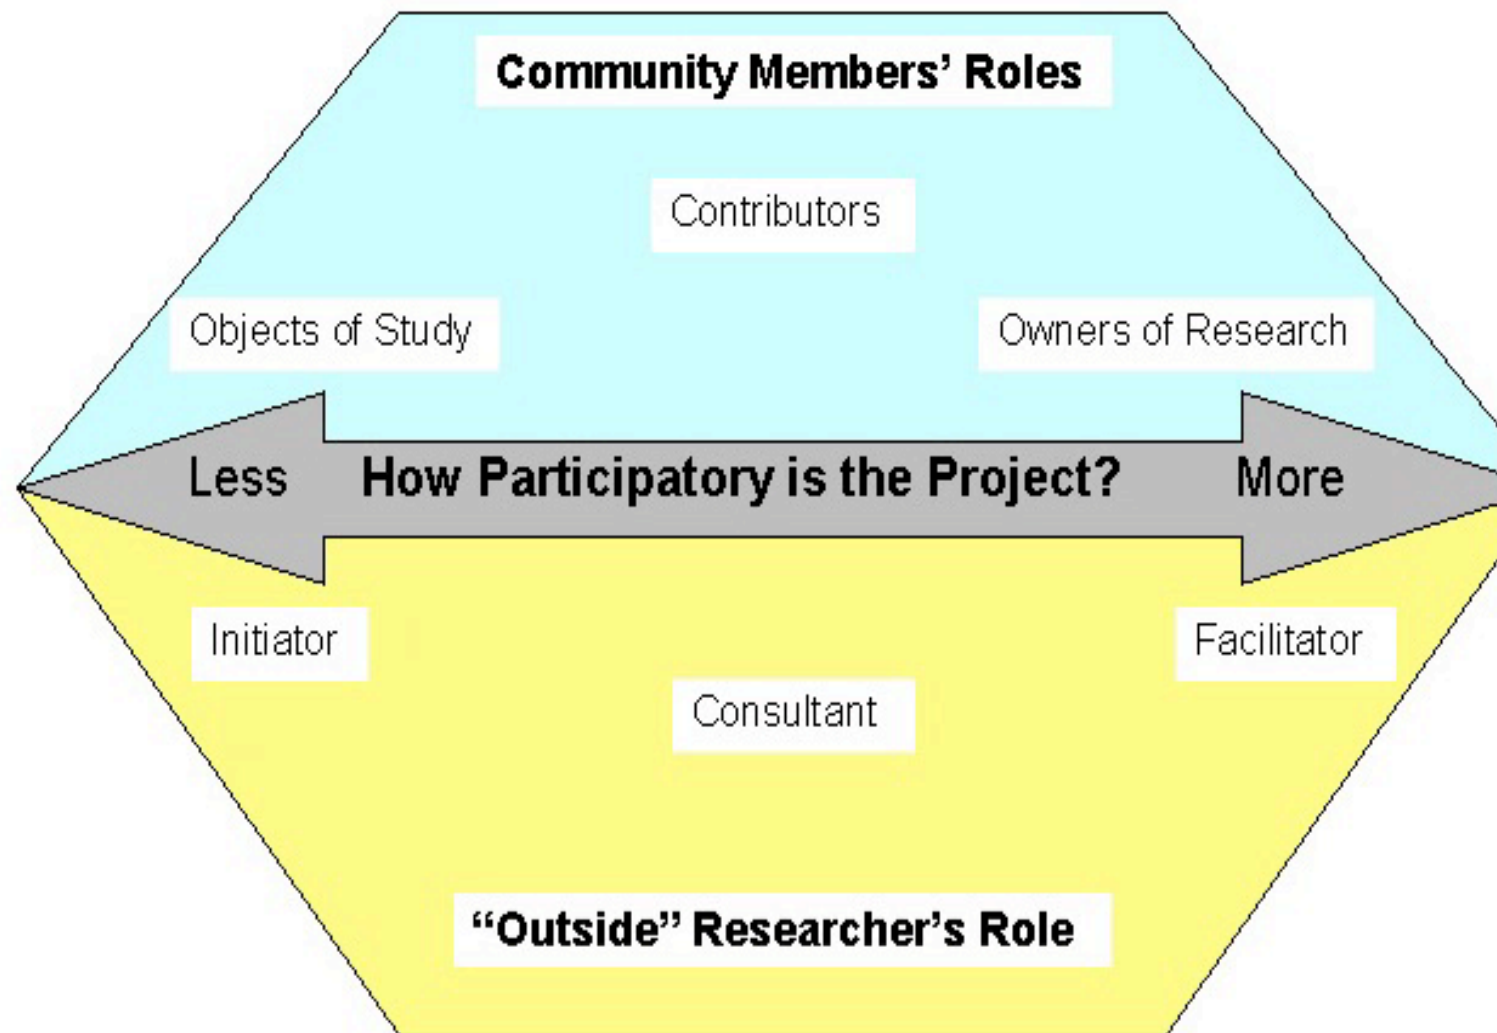 Community Members’ Roles
Contributors
Objects of Study
Owners of Research
Less
How Participatory is the Project?
More
Initiator
Facilitator
Consultant
“Outside” Researcher’s Role